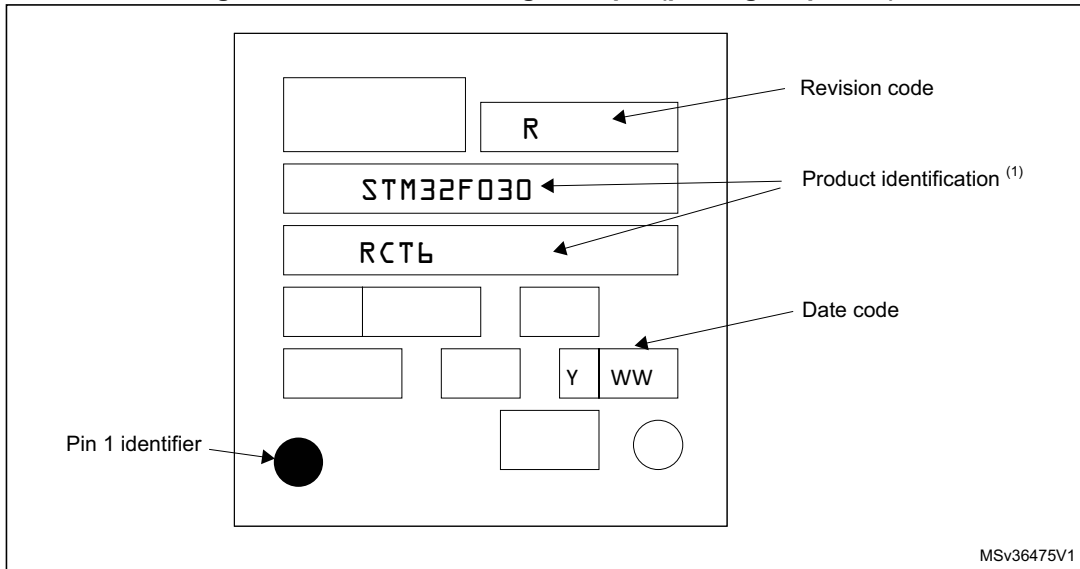 Revision code
R
Product identification (1)
STM32F030
RCT6
Date code
Y WW
Pin 1 identifier
MSv36475V1